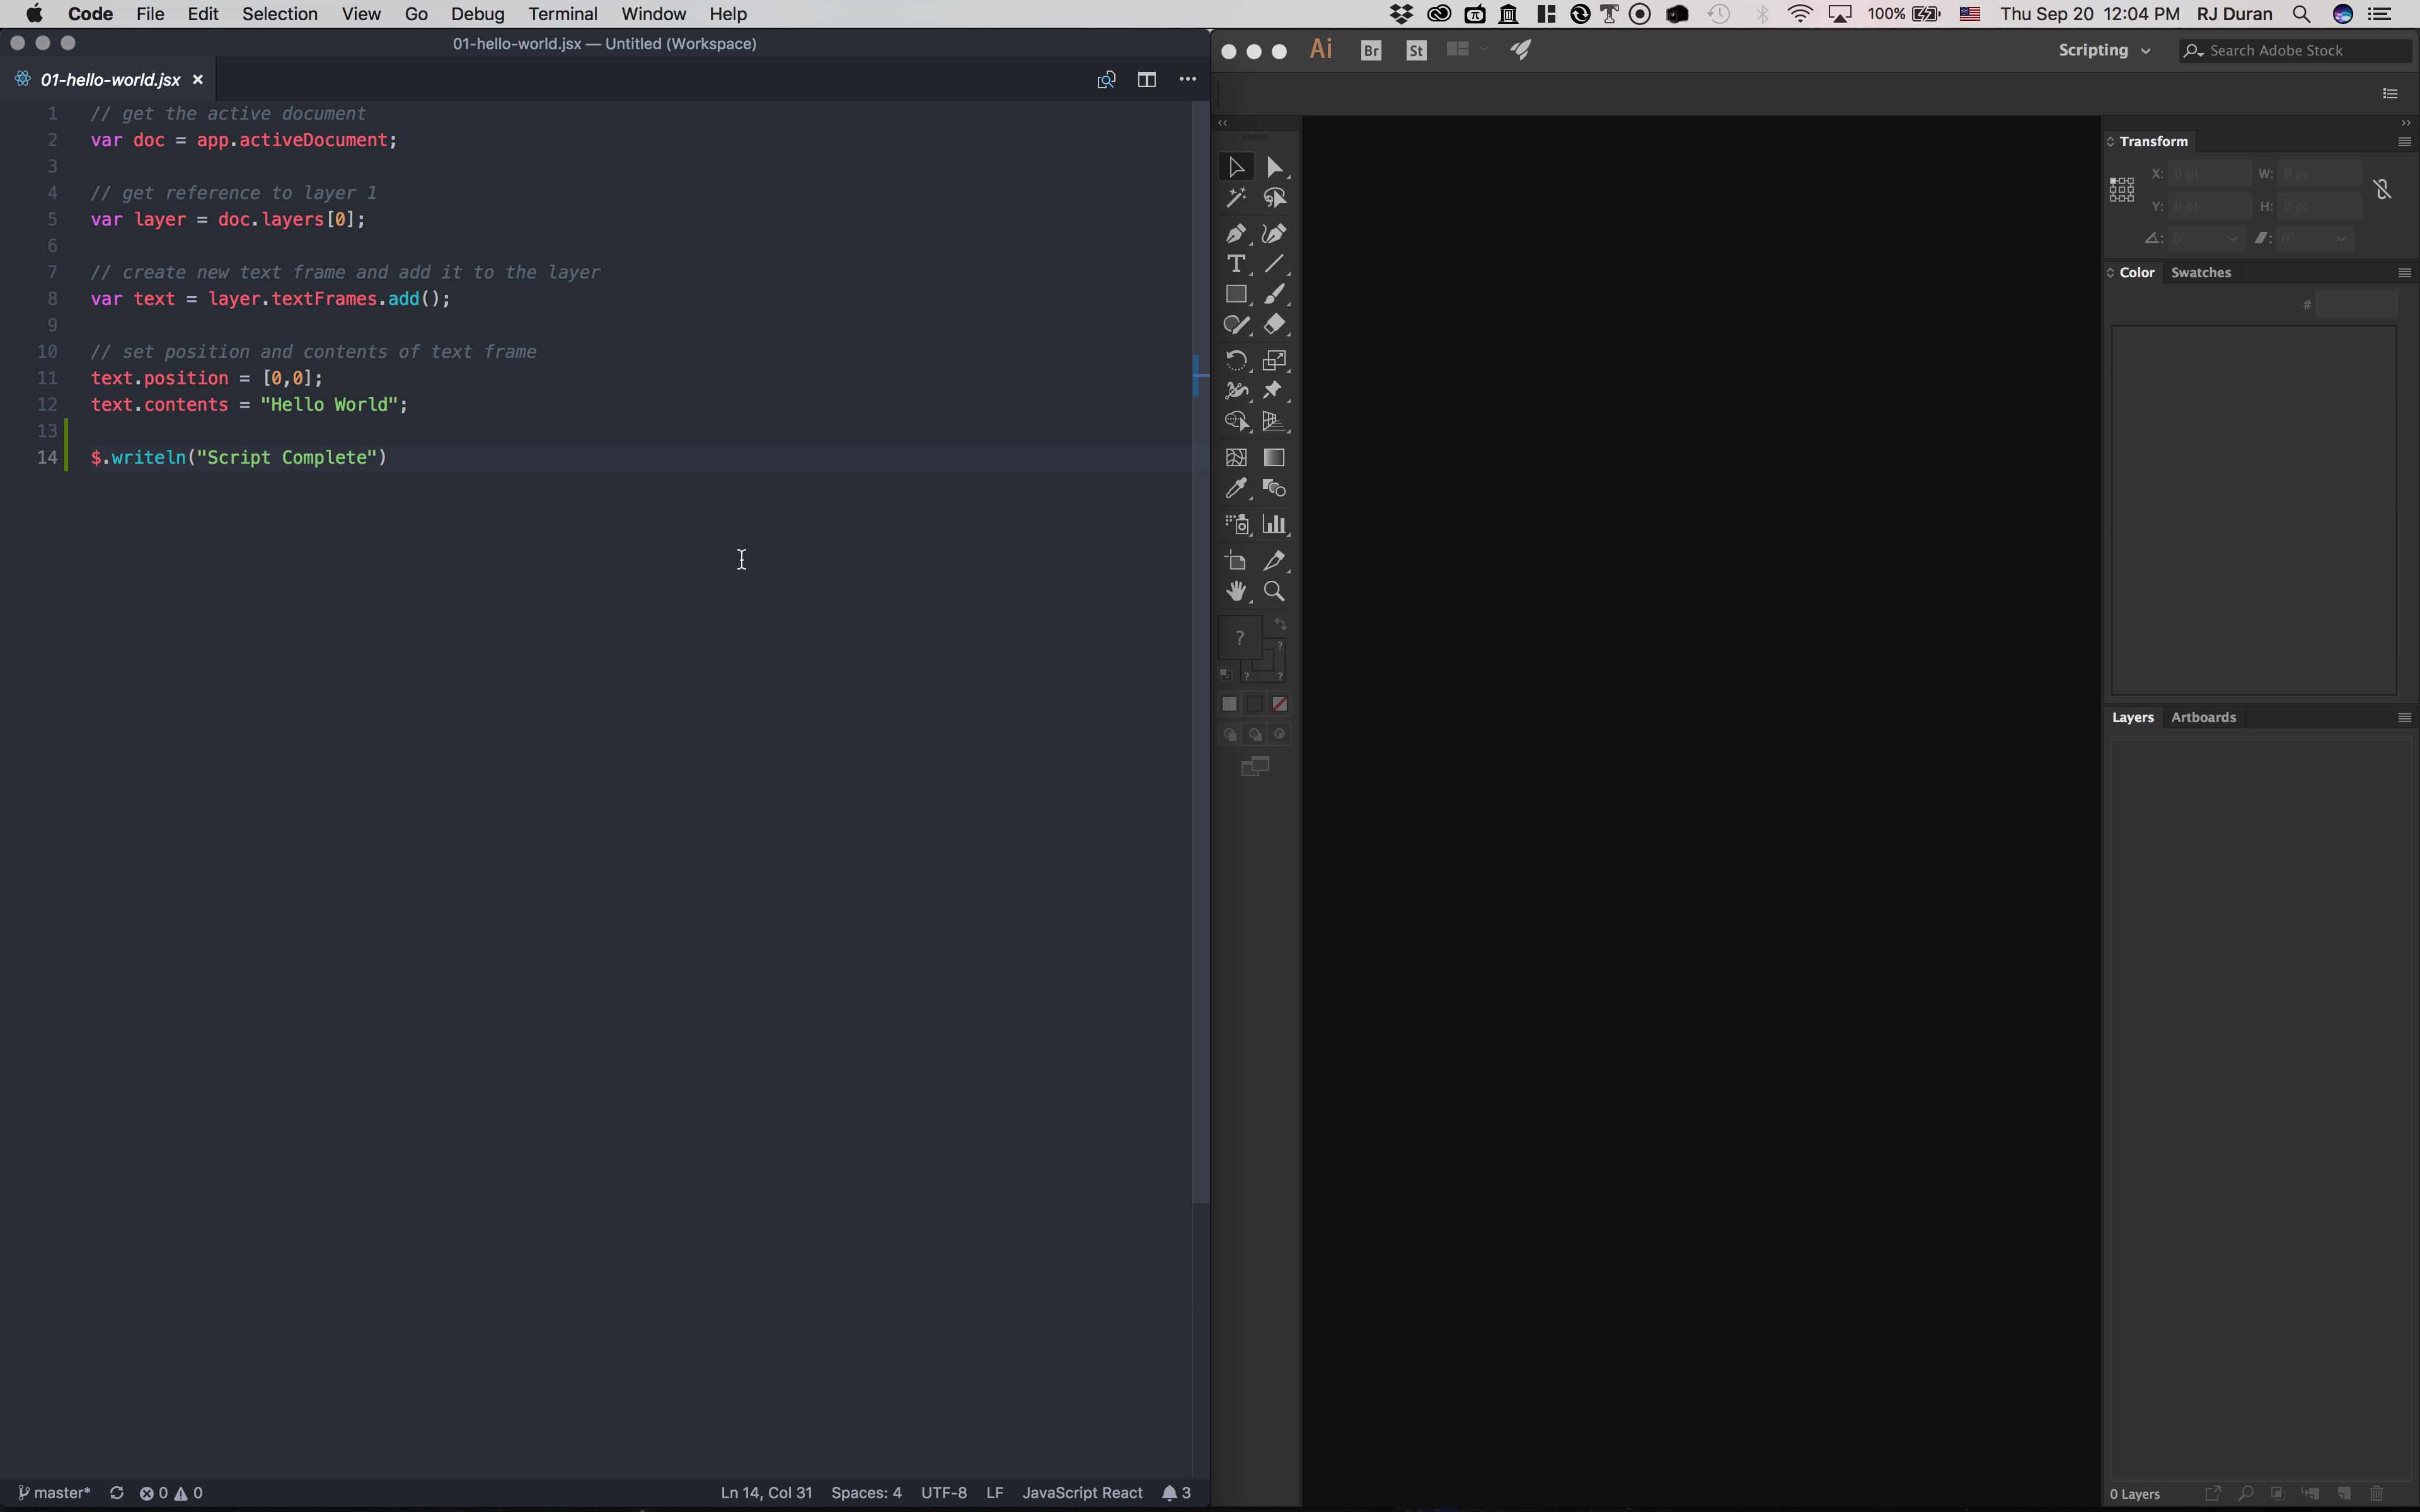 Code File Edit Selection View Go Debug Terminal Window Help 100% Thu Sep 20 12:04 PM RJ Duran
01-hello-world.jsx — Untitled (Workspace)
01-hello-world.jsx
1 // get the active document
2 var doc = app.activeDocument;
3
4 // get reference to layer 1
5 var layer = doc.layers[0];
6
7 // create new text frame and add it to the layer
8 var text = layer.textFrames.add();
9
10 // set position and contents of text frame
11 text.position = [0,0];
12 text.contents = "Hello World";
13
14 $.writeln("Script Complete")
master* 0 0 Ln 14, Col 31 Spaces: 4 UTF-8 LF JavaScript React 3
Ai Br St Scripting Search Adobe Stock
Transform
X: 0 pt W: 0 pt
Y: 0 pt H: 0 pt
0° 0°
Color Swatches
#
? ? ? ?
Layers Artboards
0 Layers